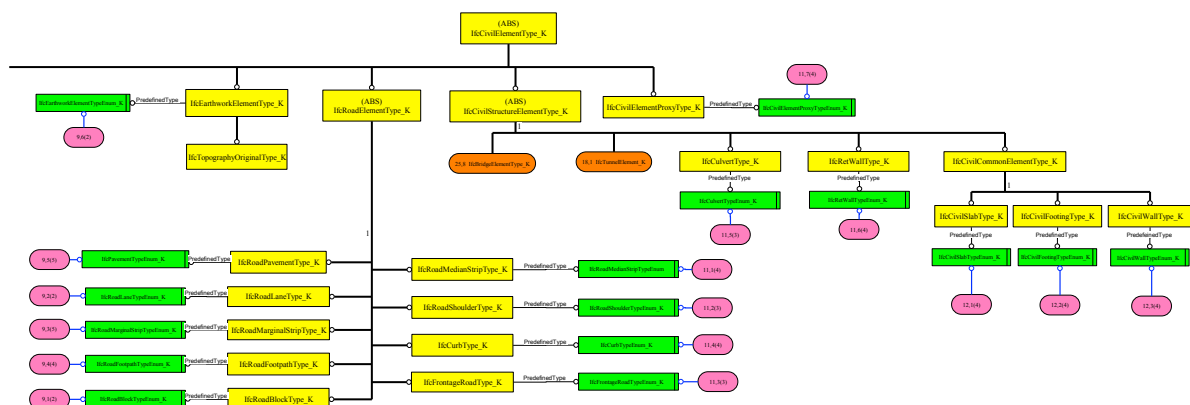 (ABS)
IfcCivilElementType_K
11,7(4)
IfcEarthworkElementTypeEnum_K
PredefinedType
IfcEarthworkElementType_K
(ABS)
IfcRoadElementType_K
(ABS)
IfcCivilStructureElementType_K
IfcCivilElementProxyType_K
PredefinedType
IfcCivilElementProxyTypeEnum_K
9,6(2)
1
IfcTopographyOriginalType_K
25,8 IfcBridgeElementType_K
18,1 IfcTunnelElement_K
IfcCulvertType_K
IfcRetWallType_K
IfcCivilCommonElementType_K
PredefinedType
PredefinedType
1
IfcCulvertTypeEnum_K
IfcRetWallTypeEnum_K
IfcCivilSlabType_K
IfcCivilFootingType_K
IfcCivilWallType_K
11,5(3)
11,6(4)
PredefinedType
PredefinedType
PredefeinedType
1
IfcCivilSlabTypeEnum_K
IfcCivilFootingTypeEnum_K
IfcCivilWallTypeEnum_K
9,5(5)
IfcPavementTypeEnum_K
PredefinedType
IfcRoadPavementType_K
IfcRoadMedianStripType_K
PredefinedType
IfcRoadMedianStripTypeEnum
11,1(4)
9,2(2)
IfcRoadLaneTypeEnum_K
PredefinedType
IfcRoadLaneType_K
IfcRoadShoulderType_K
PredefinedType
IfcRoadShoulderTypeEnum_K
11,2(3)
12,1(4)
12,2(4)
12,3(4)
9,3(5)
IfcRoadMarginalStripTypeEnum_K
PredefinedType
IfcRoadMarginalStripType_K
IfcCurbType_K
PredefinedType
IfcCurbTypeEnum_K
11,4(4)
9,4(4)
IfcRoadFootpathTypeEnum_K
PredefinedType
IfcRoadFootpathType_K
IfcFrontageRoadType_K
PredefinedType
IfcFrontageRoadTypeEnum_K
11,3(3)
9,1(2)
IfcRoadBlockTypeEnum_K
PredefinedType
IfcRoadBlockType_K